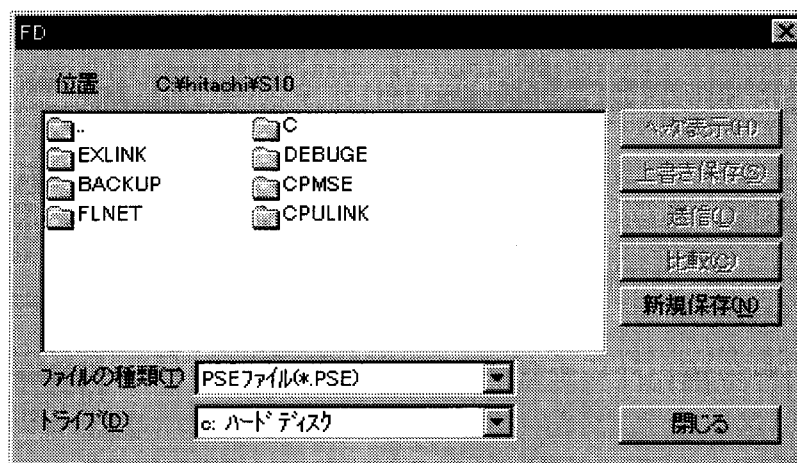 FD
位置 C:¥hitachi¥S10
..
EXLINK
BACKUP
FLNET
C
DEBUGE
CPMSE
CPULINK
ヘッダ表示(H)
上書き保存(S)
送信(L)
比較(C)
新規保存(N)
ファイルの種類(T) PSEファイル(*.PSE)
ドライブ(D) c: ハードディスク
閉じる